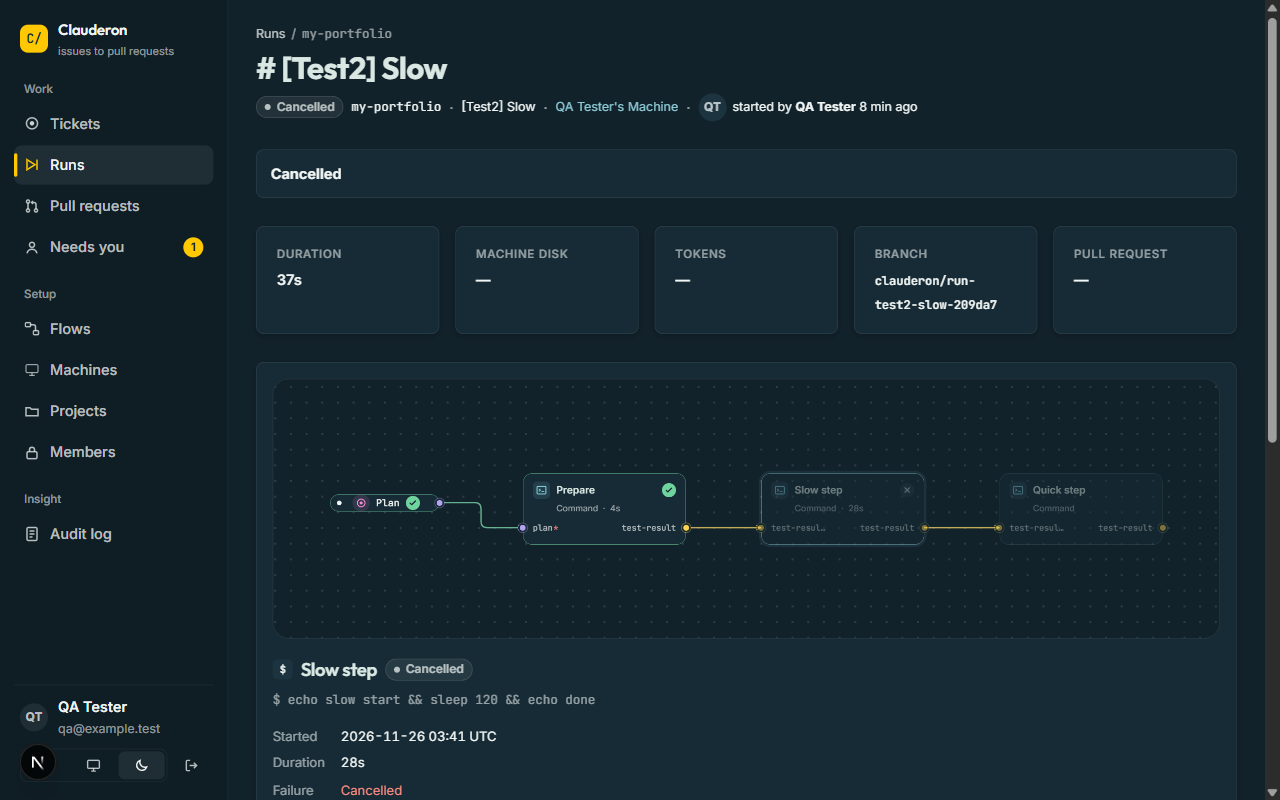 C/ Clauderon
issues to pull requests
Work
Tickets
Runs
Pull requests
Needs you 1
Setup
Flows
Machines
Projects
Members
Insight
Audit log
QT QA Tester
qa@example.test
N
Runs / my-portfolio
# [Test2] Slow
Cancelled my-portfolio · [Test2] Slow · QA Tester's Machine · QT started by QA Tester 8 min ago
Cancelled
DURATION
37s
MACHINE DISK
—
TOKENS
—
BRANCH
clauderon/run-
test2-slow-209da7
PULL REQUEST
—
Plan
Prepare
Command · 4s
plan* test-result
Slow step
Command · 28s
test-resul… test-result
Quick step
Command
test-resul… test-result
$ Slow step Cancelled
$ echo slow start && sleep 120 && echo done
Started 2026-11-26 03:41 UTC
Duration 28s
Failure Cancelled